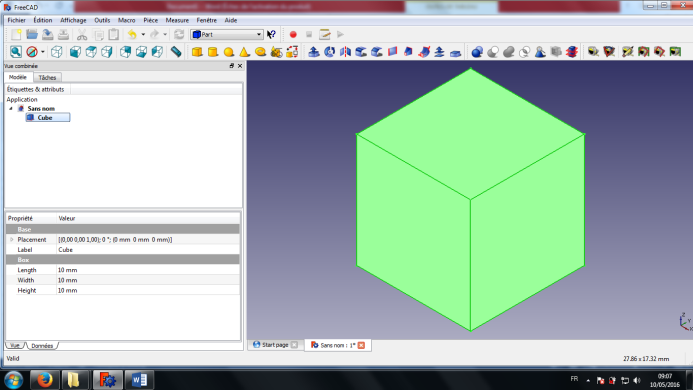 FreeCAD
Fichier Édition Affichage Outils Macro Pièce Measure Fenêtre Aide
Part
Vue combinée
Modèle Tâches
Étiquettes & attributs
Application
Sans nom
Cube
Propriété Valeur
Base
Placement [(0,00 0,00 1,00); 0 °; (0 mm 0 mm 0 mm)]
Label Cube
Box
Length 10 mm
Width 10 mm
Height 10 mm
Vue Données
Start page Sans nom : 1*
Z
Y
X
Valid 27.86 x 17.32 mm
FR 09:07
10/05/2016